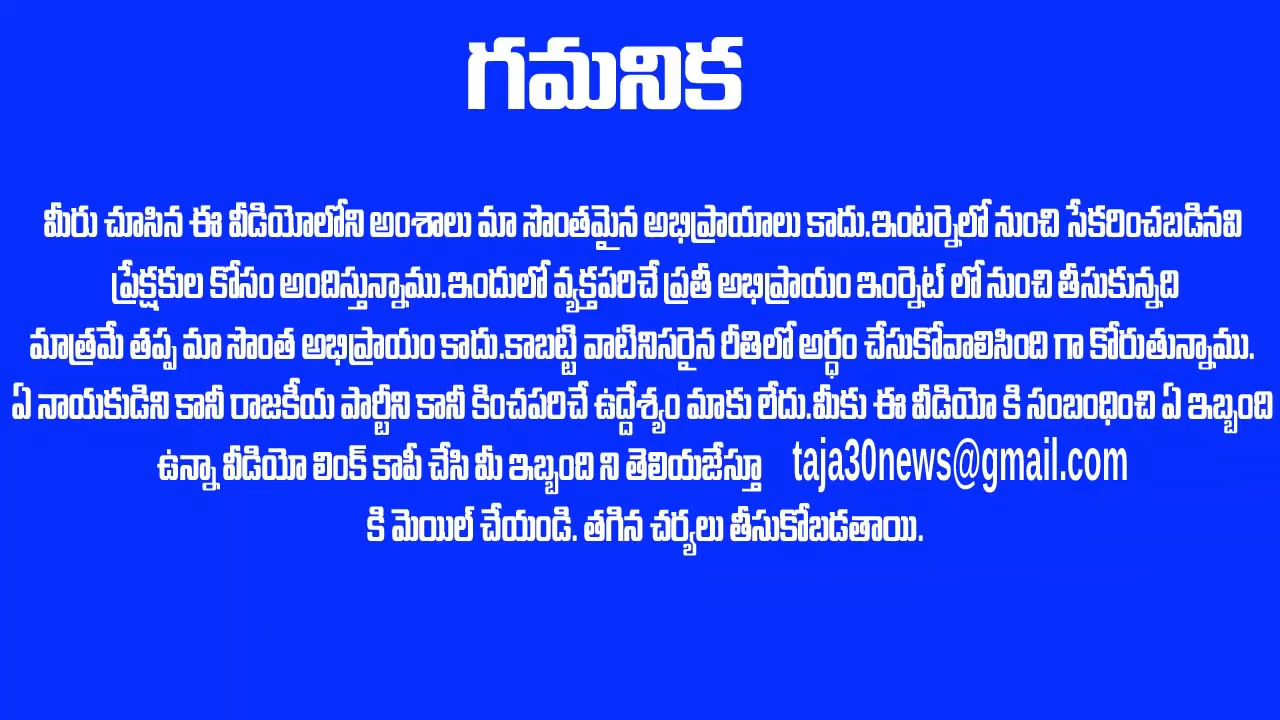 గమనిక
మీరు చూసిన ఈ వీడియోలోని అంశాలు మా సొంతమైన అభిప్రాయాలు కాదు.ఇంటర్నెలో నుంచి సేకరించబడినవి
ప్రేక్షకుల కోసం అందిస్తున్నాము.ఇందులో వ్యక్తపరిచే ప్రతీ అభిప్రాయం ఇంర్నెట్ లో నుంచి తీసుకున్నది
మాత్రమే తప్ప మా సొంత అభిప్రాయం కాదు.కాబట్టి వాటినిసరైన రీతిలో అర్ధం చేసుకోవాలిసింది గా కోరుతున్నాము.
ఏ నాయకుడిని కానీ రాజకీయ పార్టీని కానీ కించపరిచే ఉద్దేశ్యం మాకు లేదు.మీకు ఈ వీడియో కి సంబంధించి ఏ ఇబ్బంది
ఉన్నా వీడియో లింక్ కాపీ చేసి మీ ఇబ్బంది ని తెలియజేస్తూ taja30news@gmail.com
కి మెయిల్ చేయండి. తగిన చర్యలు తీసుకోబడతాయి.